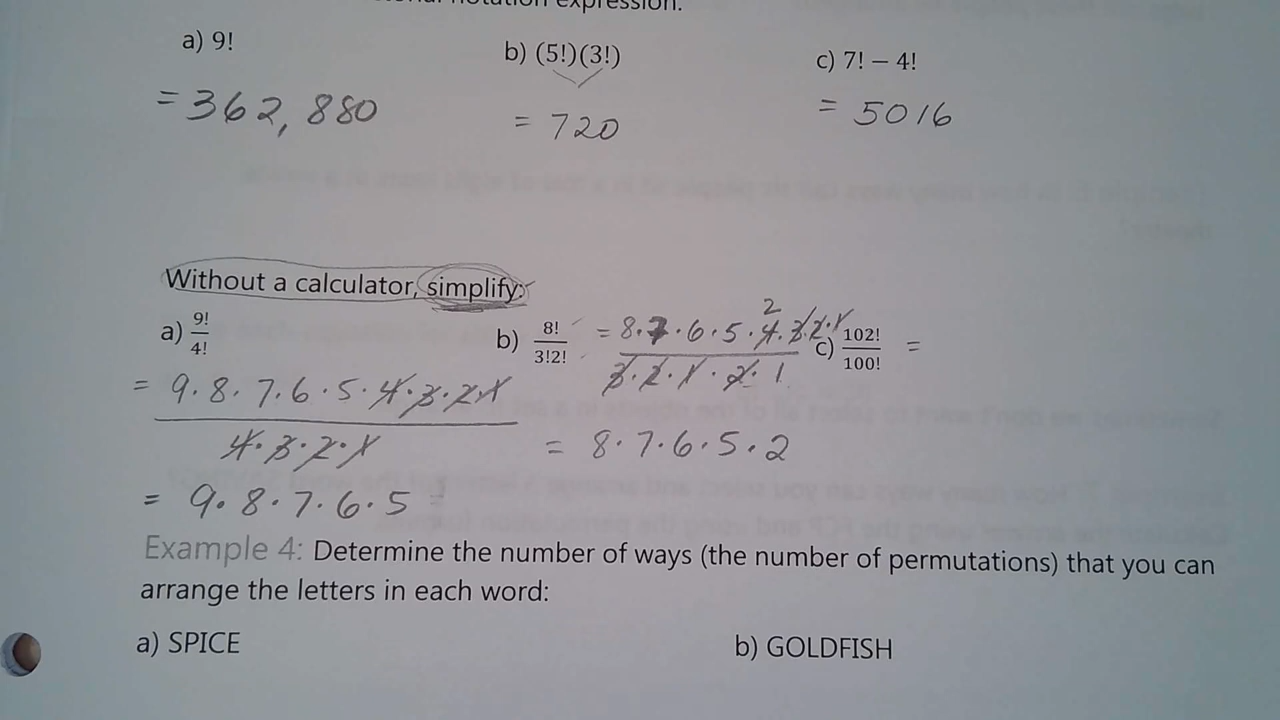 expression.
a) 9!
b) (5!)(3!)
c) 7! − 4!
= 362,880
= 720
= 5016
Without a calculator, simplify:
a) 9!/4!
b) 8!/3!2! = 8·7·6·5·4·3·2·1 / 3·2·1·2·1
2
c) 102!/100! =
= 9·8·7·6·5·4·3·2·1 / 4·3·2·1
= 8·7·6·5·2
= 9·8·7·6·5
Example 4: Determine the number of ways (the number of permutations) that you can
arrange the letters in each word:
a) SPICE
b) GOLDFISH